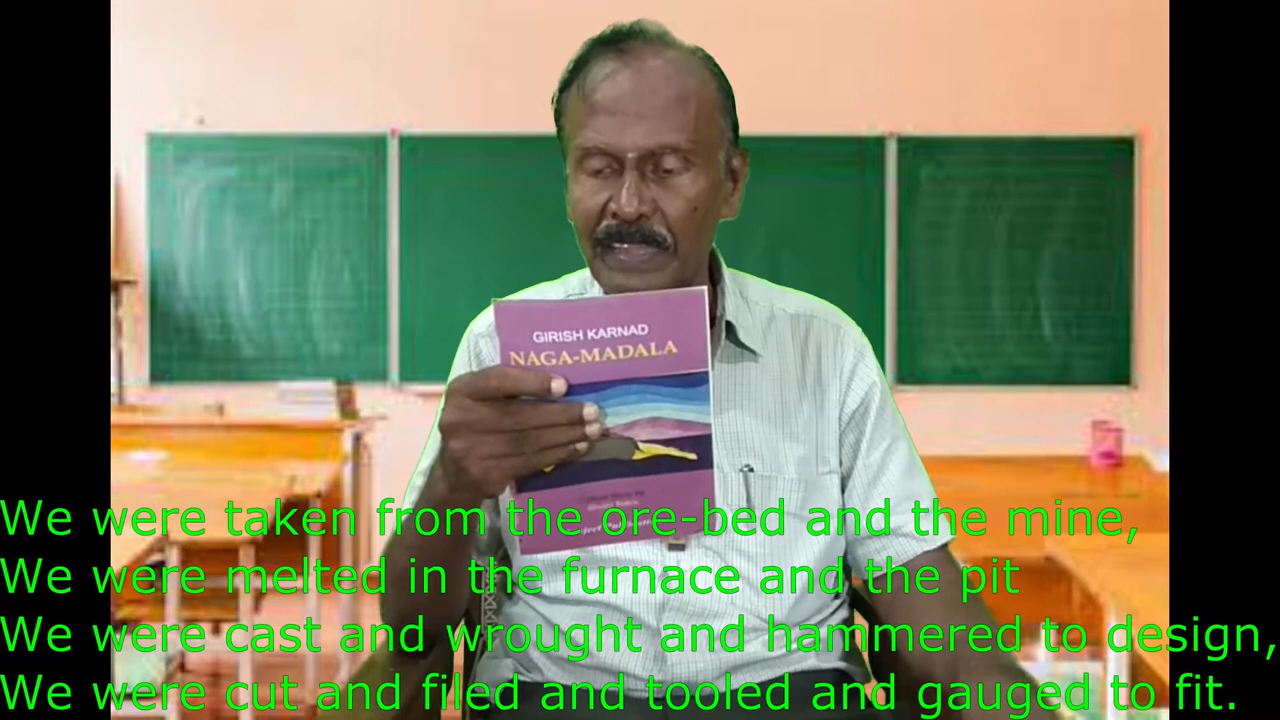 GIRISH KARNAD
NAGA-MADALA
We were taken from the ore-bed and the mine,
We were melted in the furnace and the pit
We were cast and wrought and hammered to design,
We were cut and filed and tooled and gauged to fit.